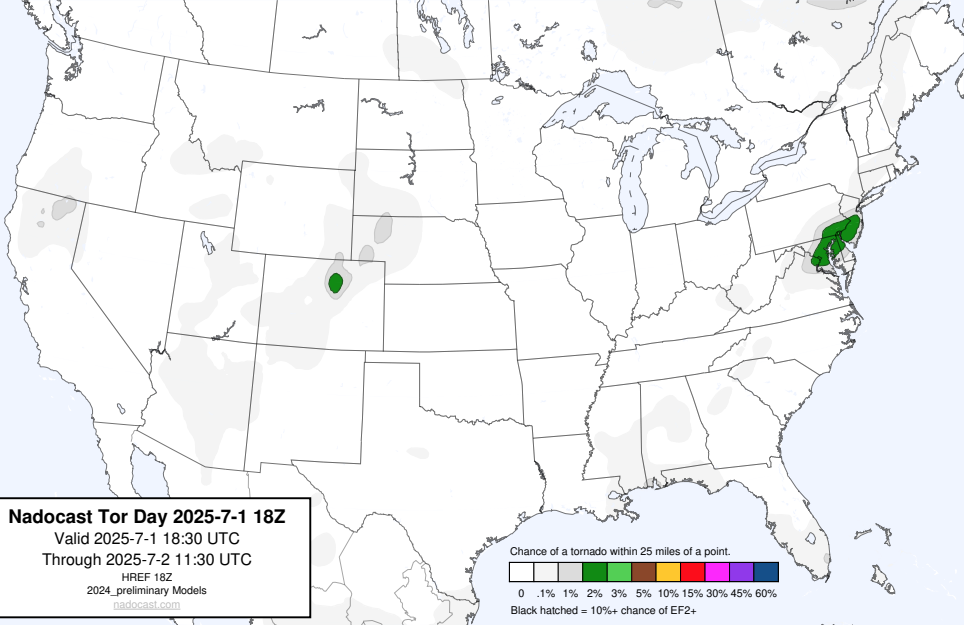 Nadocast Tor Day 2025-7-1 18Z
Valid 2025-7-1 18:30 UTC
Through 2025-7-2 11:30 UTC
HREF 18Z
2024_preliminary Models
nadocast.com
Chance of a tornado within 25 miles of a point.
0 .1% 1% 2% 3% 5% 10% 15% 30% 45% 60%
Black hatched = 10%+ chance of EF2+